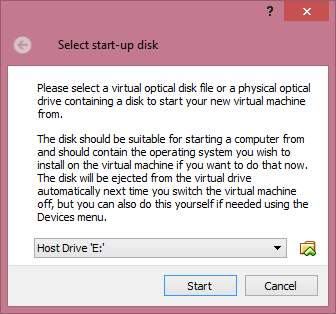 ?
Select start-up disk
Please select a virtual optical disk file or a physical optical
drive containing a disk to start your new virtual machine
from.
The disk should be suitable for starting a computer from
and should contain the operating system you wish to
install on the virtual machine if you want to do that now.
The disk will be ejected from the virtual drive
automatically next time you switch the virtual machine
off, but you can also do this yourself if needed using the
Devices menu.
Host Drive 'E:'
Start Cancel